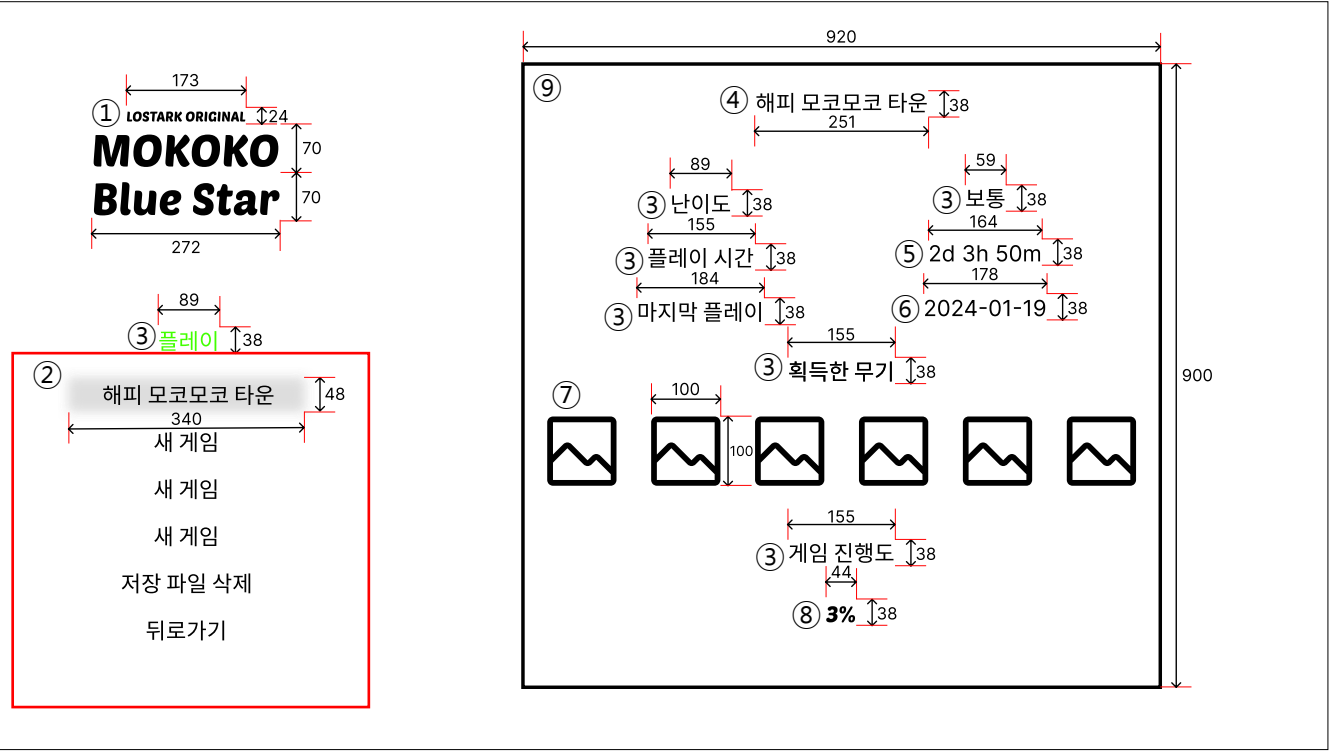 173
① LOSTARK ORIGINAL 24
MOKOKO 70
Blue Star 70
272
89
③ 플레이 38
②
해피 모코모코 타운 48
340
새 게임
새 게임
새 게임
저장 파일 삭제
뒤로가기
920
⑨
④ 해피 모코모코 타운 38
251
89
③ 난이도 38
59
③ 보통 38
155
③ 플레이 시간 38
164
⑤ 2d 3h 50m 38
184
③ 마지막 플레이 38
178
⑥ 2024-01-19 38
155
③ 획득한 무기 38
900
⑦
100
100
155
③ 게임 진행도 38
44
⑧ 3% 38